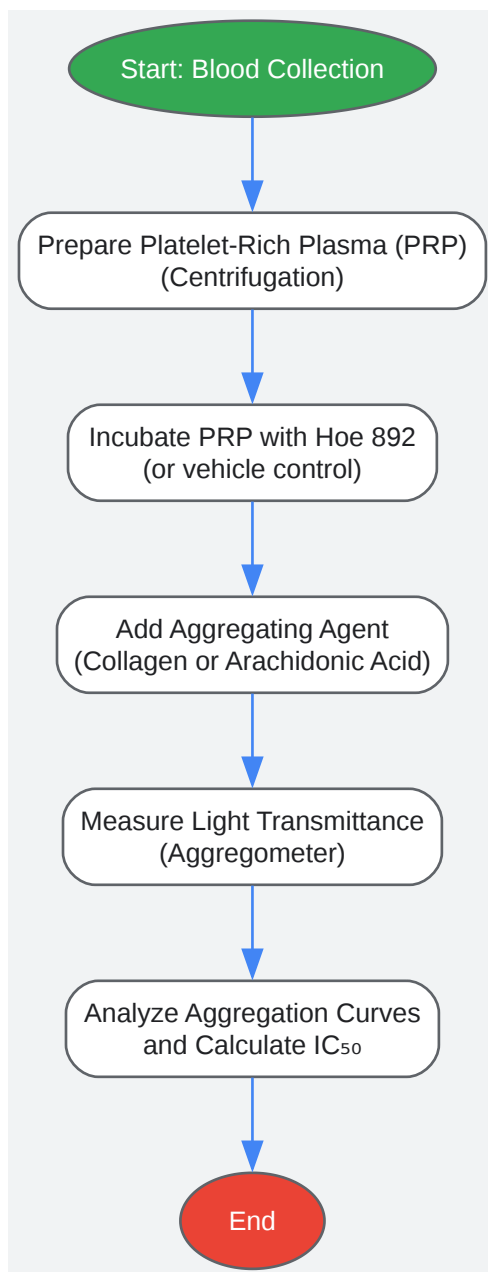 Start: Blood Collection
Prepare Platelet-Rich Plasma (PRP)
(Centrifugation)
Incubate PRP with Hoe 892
(or vehicle control)
Add Aggregating Agent
(Collagen or Arachidonic Acid)
Measure Light Transmittance
(Aggregometer)
Analyze Aggregation Curves
and Calculate IC₅₀
End